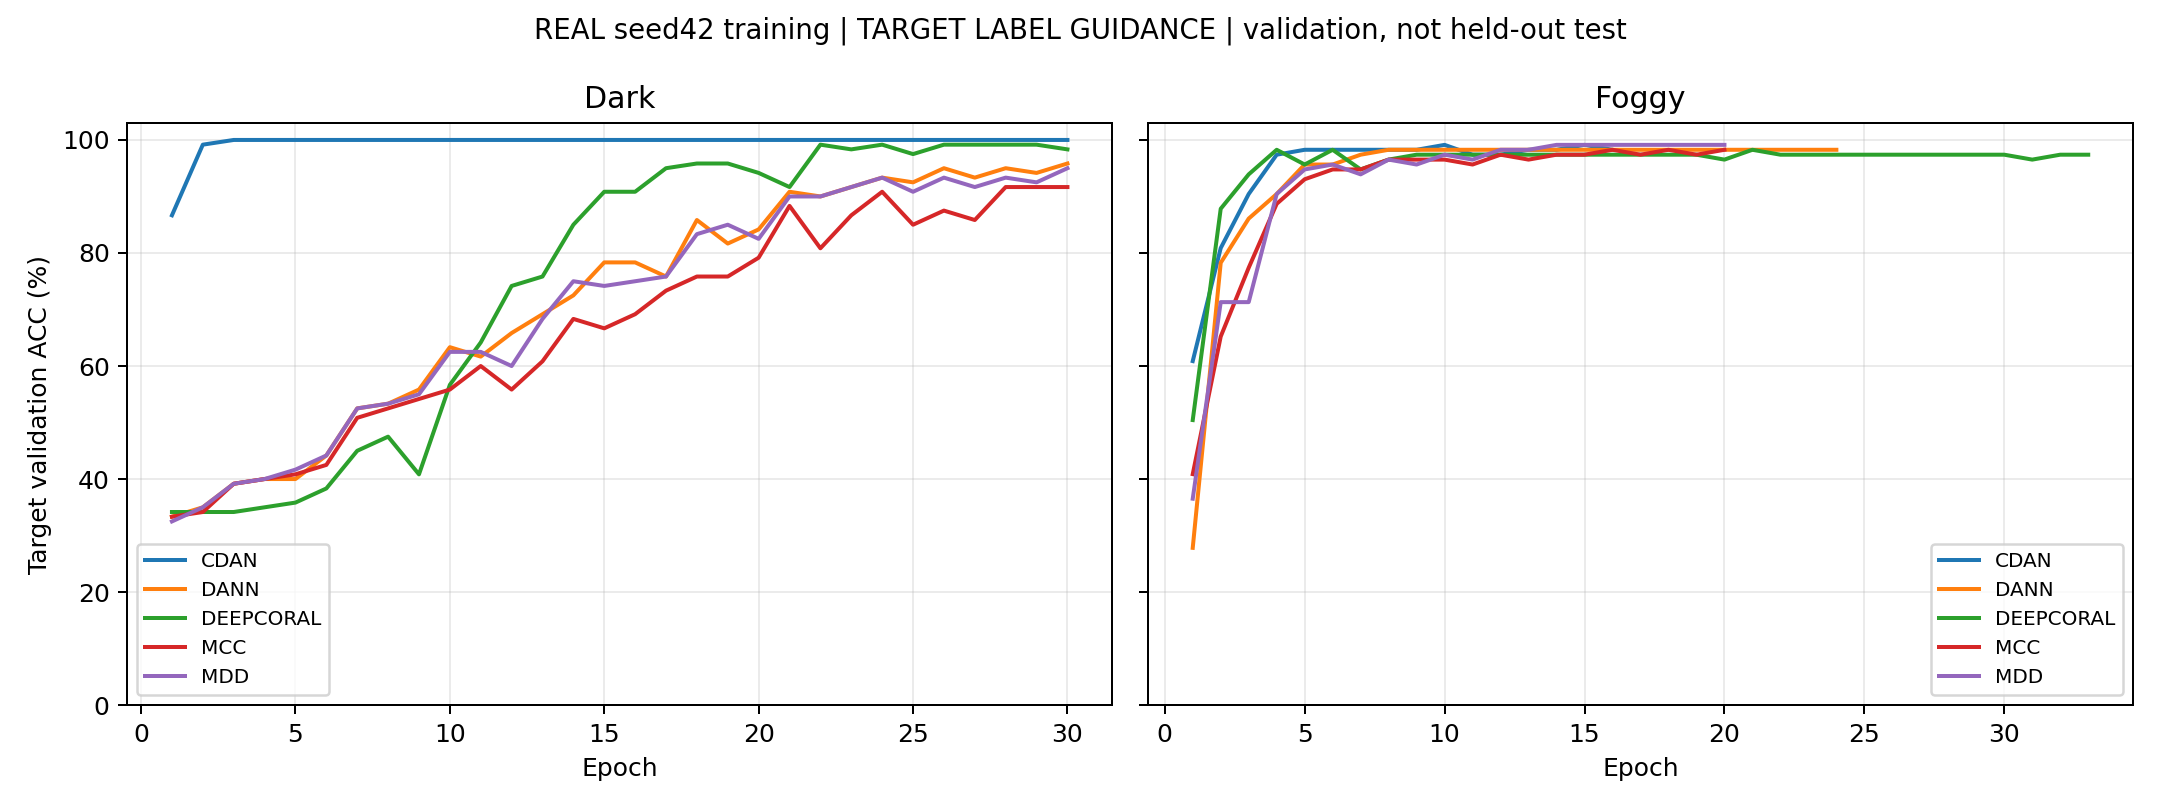 REAL seed42 training | TARGET LABEL GUIDANCE | validation, not held-out test
Dark
Target validation ACC (%)
100
80
60
40
20
0
CDAN
DANN
DEEPCORAL
MCC
MDD
0 5 10 15 20 25 30
Epoch
Foggy
CDAN
DANN
DEEPCORAL
MCC
MDD
0 5 10 15 20 25 30
Epoch